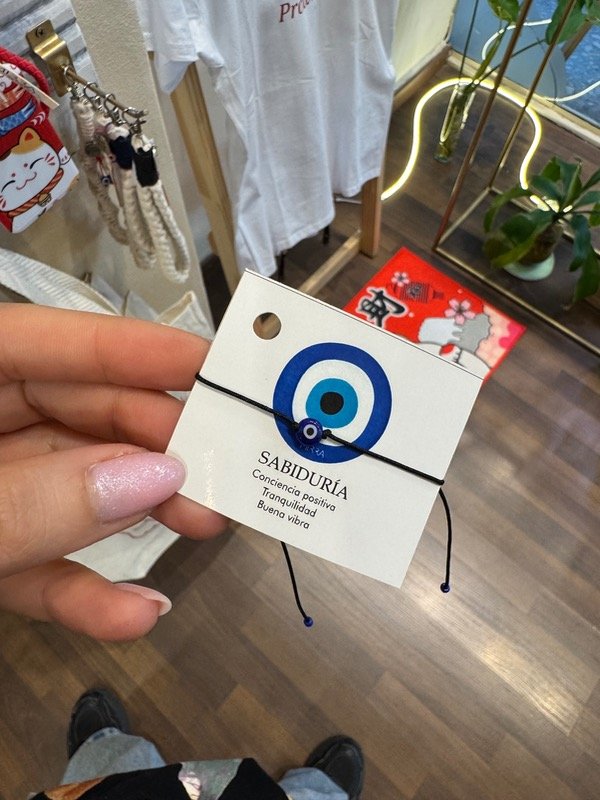 SABIDURÍA
Conciencia positiva
Tranquilidad
Buena vibra